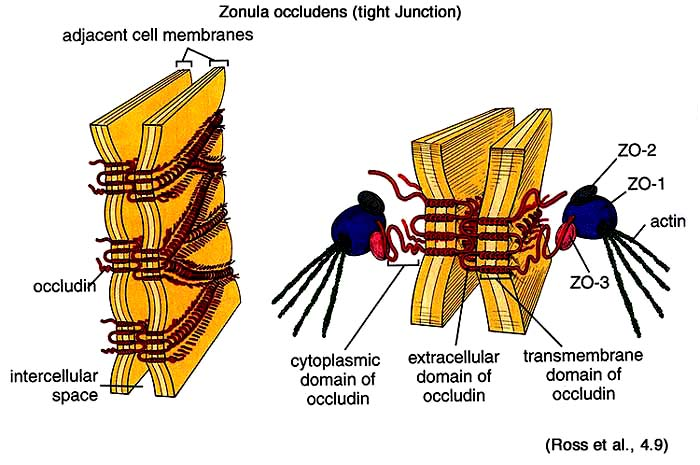 Zonula occludens (tight Junction)
adjacent cell membranes
occludin
intercellular
space
ZO-2
ZO-1
actin
ZO-3
cytoplasmic
domain of
occludin
extracellular
domain of
occludin
transmembrane
domain of
occludin
(Ross et al., 4.9)